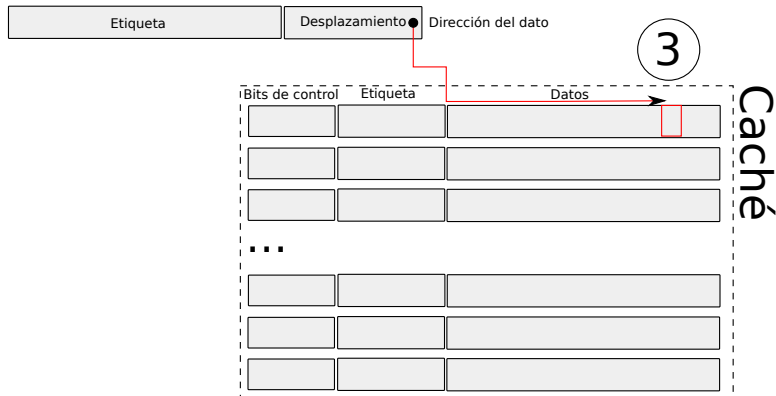 Etiqueta
Desplazamiento
Dirección del dato
3
Bits de control
Etiqueta
Datos
Caché
...